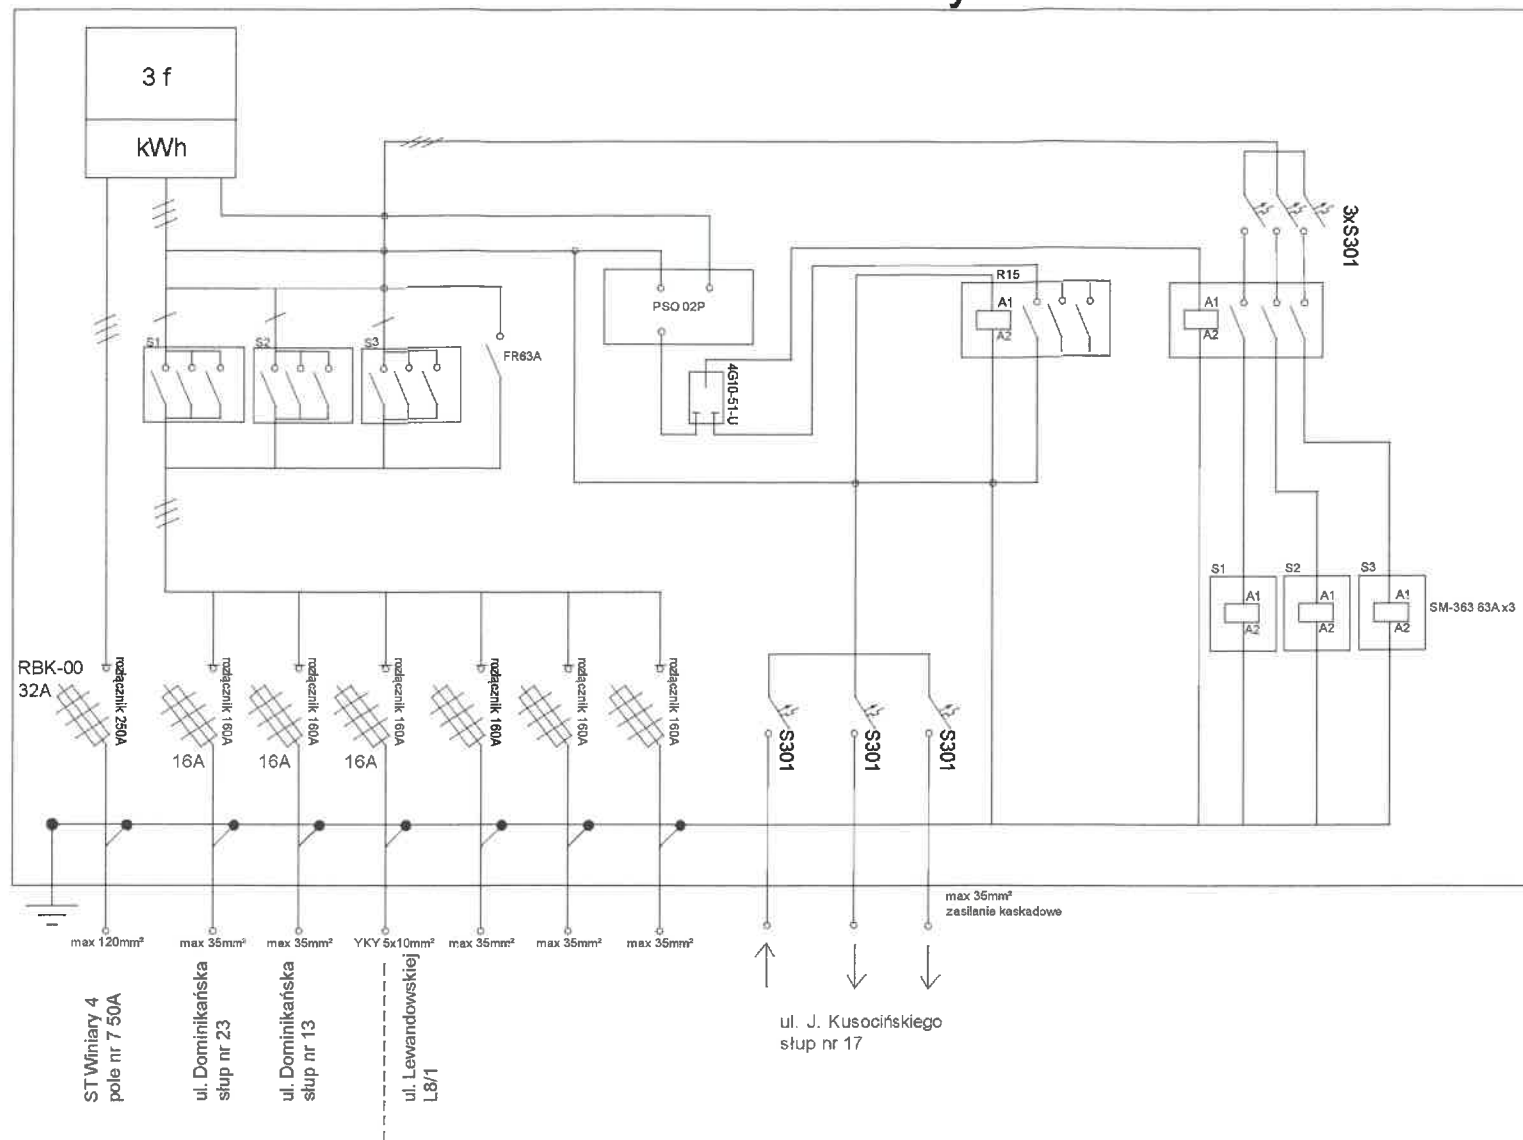 3 f
kWh
3xS301
R15
A1
A2
A1
A2
PSO 02P
S1
S2
S3
FR63A
4G10-51-U
S1
A1
A2
S2
A1
A2
S3
A1
A2
SM-363 63A x3
RBK-00
32A
rozłącznik 250A
rozłącznik 160A
rozłącznik 160A
rozłącznik 160A
rozłącznik 160A
rozłącznik 160A
rozłącznik 160A
16A
16A
16A
S301
S301
S301
max 120mm²
max 35mm²
max 35mm²
YKY 5x10mm²
max 35mm²
max 35mm²
max 35mm²
max 35mm²
zasilanie kaskadowe
ST Winiary 4
pole nr 7 50A
ul. Dominikańska
słup nr 23
ul. Dominikańska
słup nr 13
ul. Lewandowskiej
L8/1
ul. J. Kusocińskiego
słup nr 17